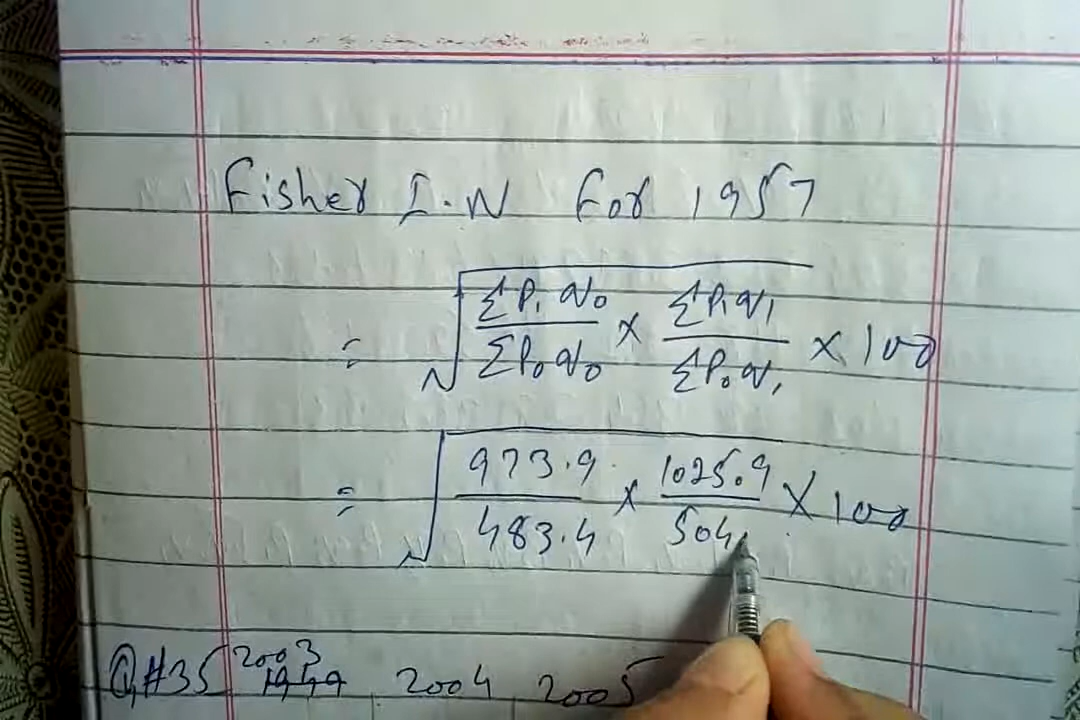 Fisher I.N for 1957
= √ ΣP₁q₀ / ΣP₀q₀ × ΣP₁q₁ / ΣP₀q₁ × 100
= √ 973.9 / 483.4 × 1025.9 / 504. × 100
Q#35 2003 1949 2004 2005